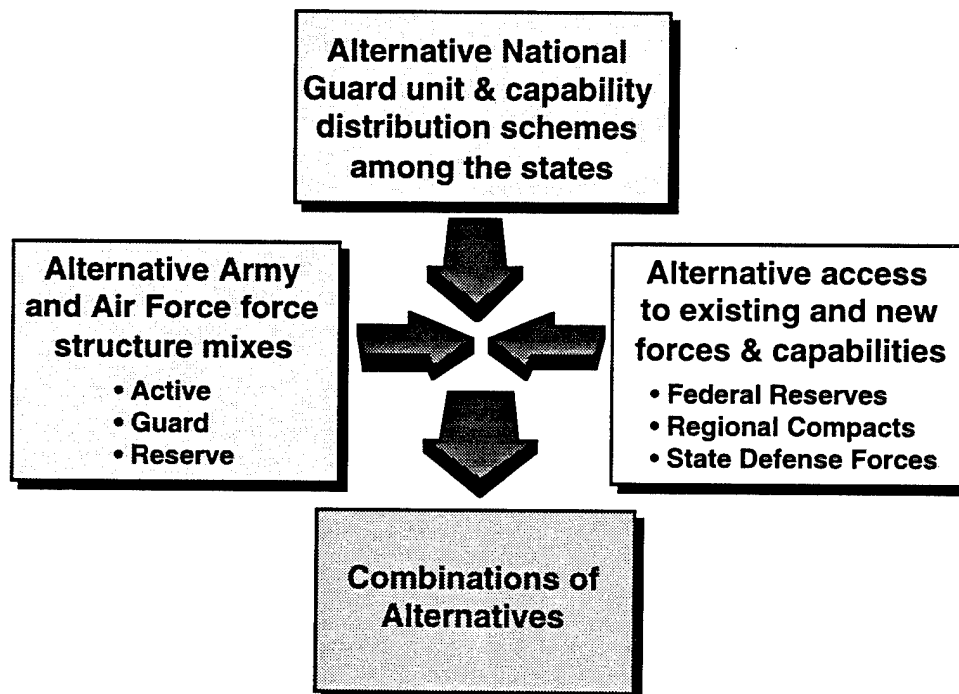 Alternative National
Guard unit & capability
distribution schemes
among the states
Alternative Army
and Air Force force
structure mixes
• Active
• Guard
• Reserve
Alternative access
to existing and new
forces & capabilities
• Federal Reserves
• Regional Compacts
• State Defense Forces
Combinations of
Alternatives